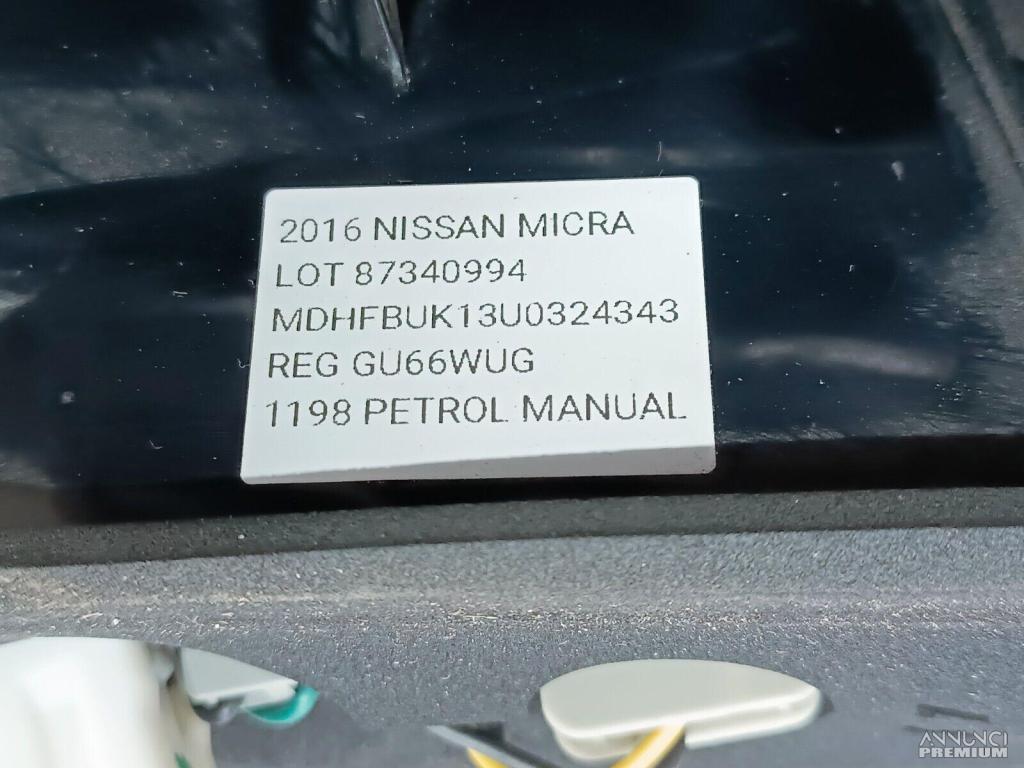 2016 NISSAN MICRA
LOT 87340994
MDHFBUK13U0324343
REG GU66WUG
1198 PETROL MANUAL
ANNUNCI
PREMIUM